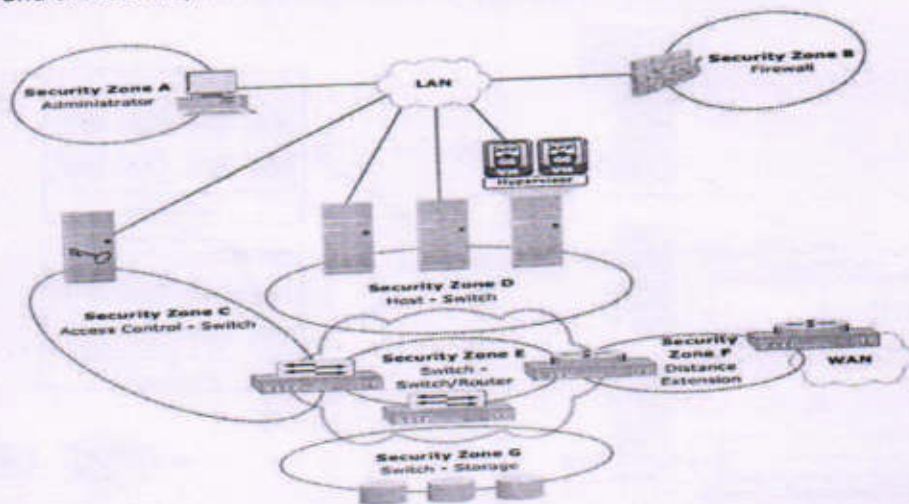 Security Zone A
Administrator
LAN
Security Zone B
Firewall
Hypervisor
Security Zone D
Host - Switch
Security Zone C
Access Control - Switch
Security Zone E
Switch -
Switch/Router
Security
Zone F
Distance
Extension
WAN
Security Zone G
Switch - Storage